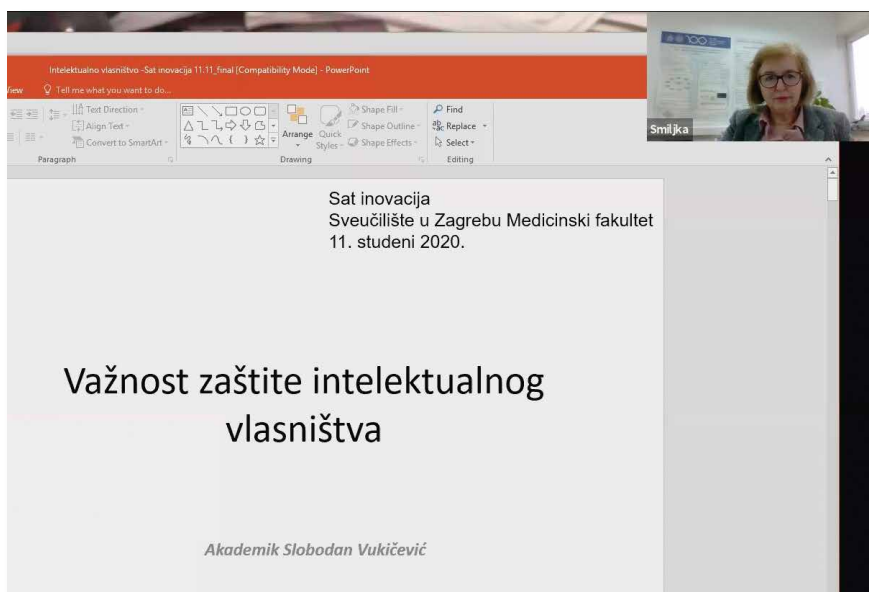 Intelektualno vlasništvo -Sat inovacija 11.11_final [Compatibility Mode] - PowerPoint
View Tell me what you want to do...
Text Direction
Align Text
Convert to SmartArt
Arrange
Quick Styles
Shape Fill
Shape Outline
Shape Effects
Find
Replace
Select
Paragraph
Drawing
Editing
Smiljka
Sat inovacija
Sveučilište u Zagrebu Medicinski fakultet
11. studeni 2020.
Važnost zaštite intelektualnog
vlasništva
Akademik Slobodan Vukičević